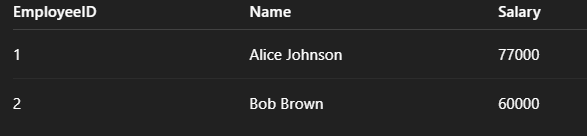 EmployeeID Name Salary
1 Alice Johnson 77000
2 Bob Brown 60000